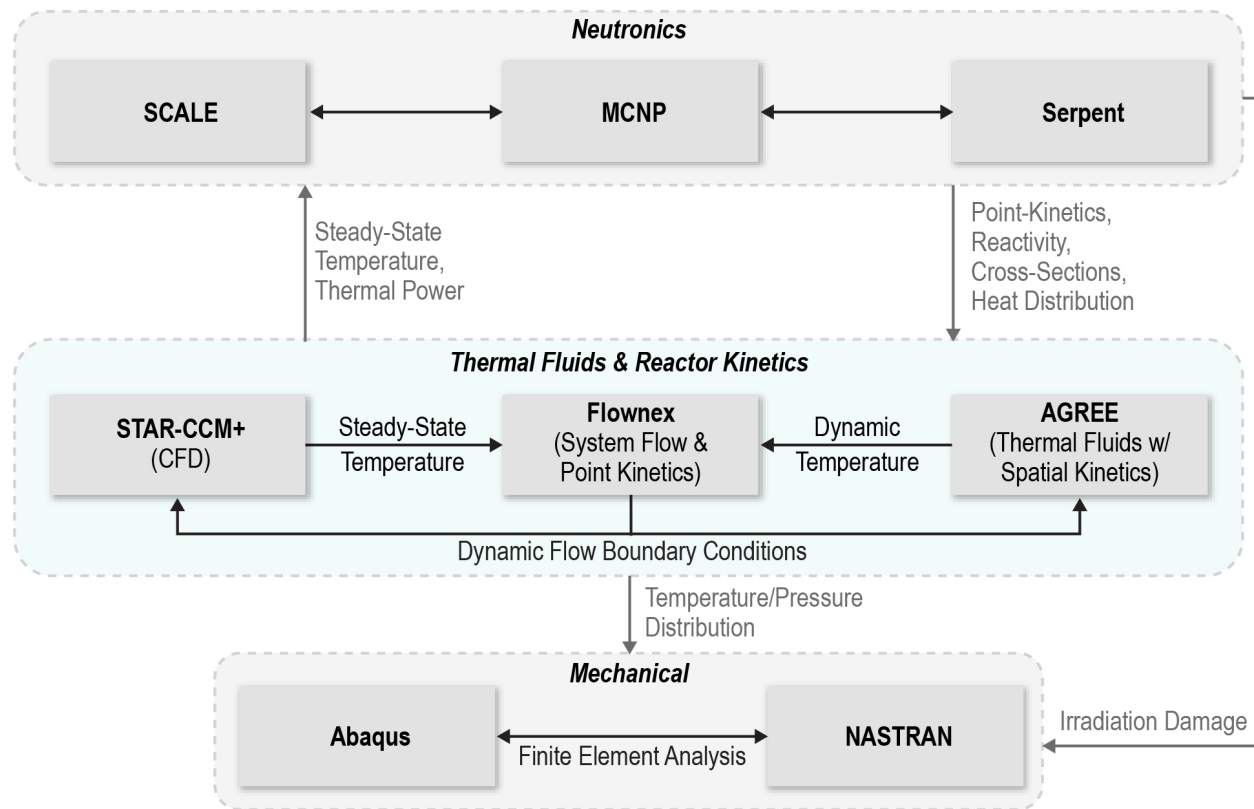 Neutronics
SCALE
MCNP
Serpent
Steady-State
Temperature,
Thermal Power
Point-Kinetics,
Reactivity,
Cross-Sections,
Heat Distribution
Thermal Fluids & Reactor Kinetics
STAR-CCM+
(CFD)
Steady-State
Temperature
Flownex
(System Flow &
Point Kinetics)
Dynamic
Temperature
AGREE
(Thermal Fluids w/
Spatial Kinetics)
Dynamic Flow Boundary Conditions
Temperature/Pressure
Distribution
Mechanical
Abaqus
Finite Element Analysis
NASTRAN
Irradiation Damage